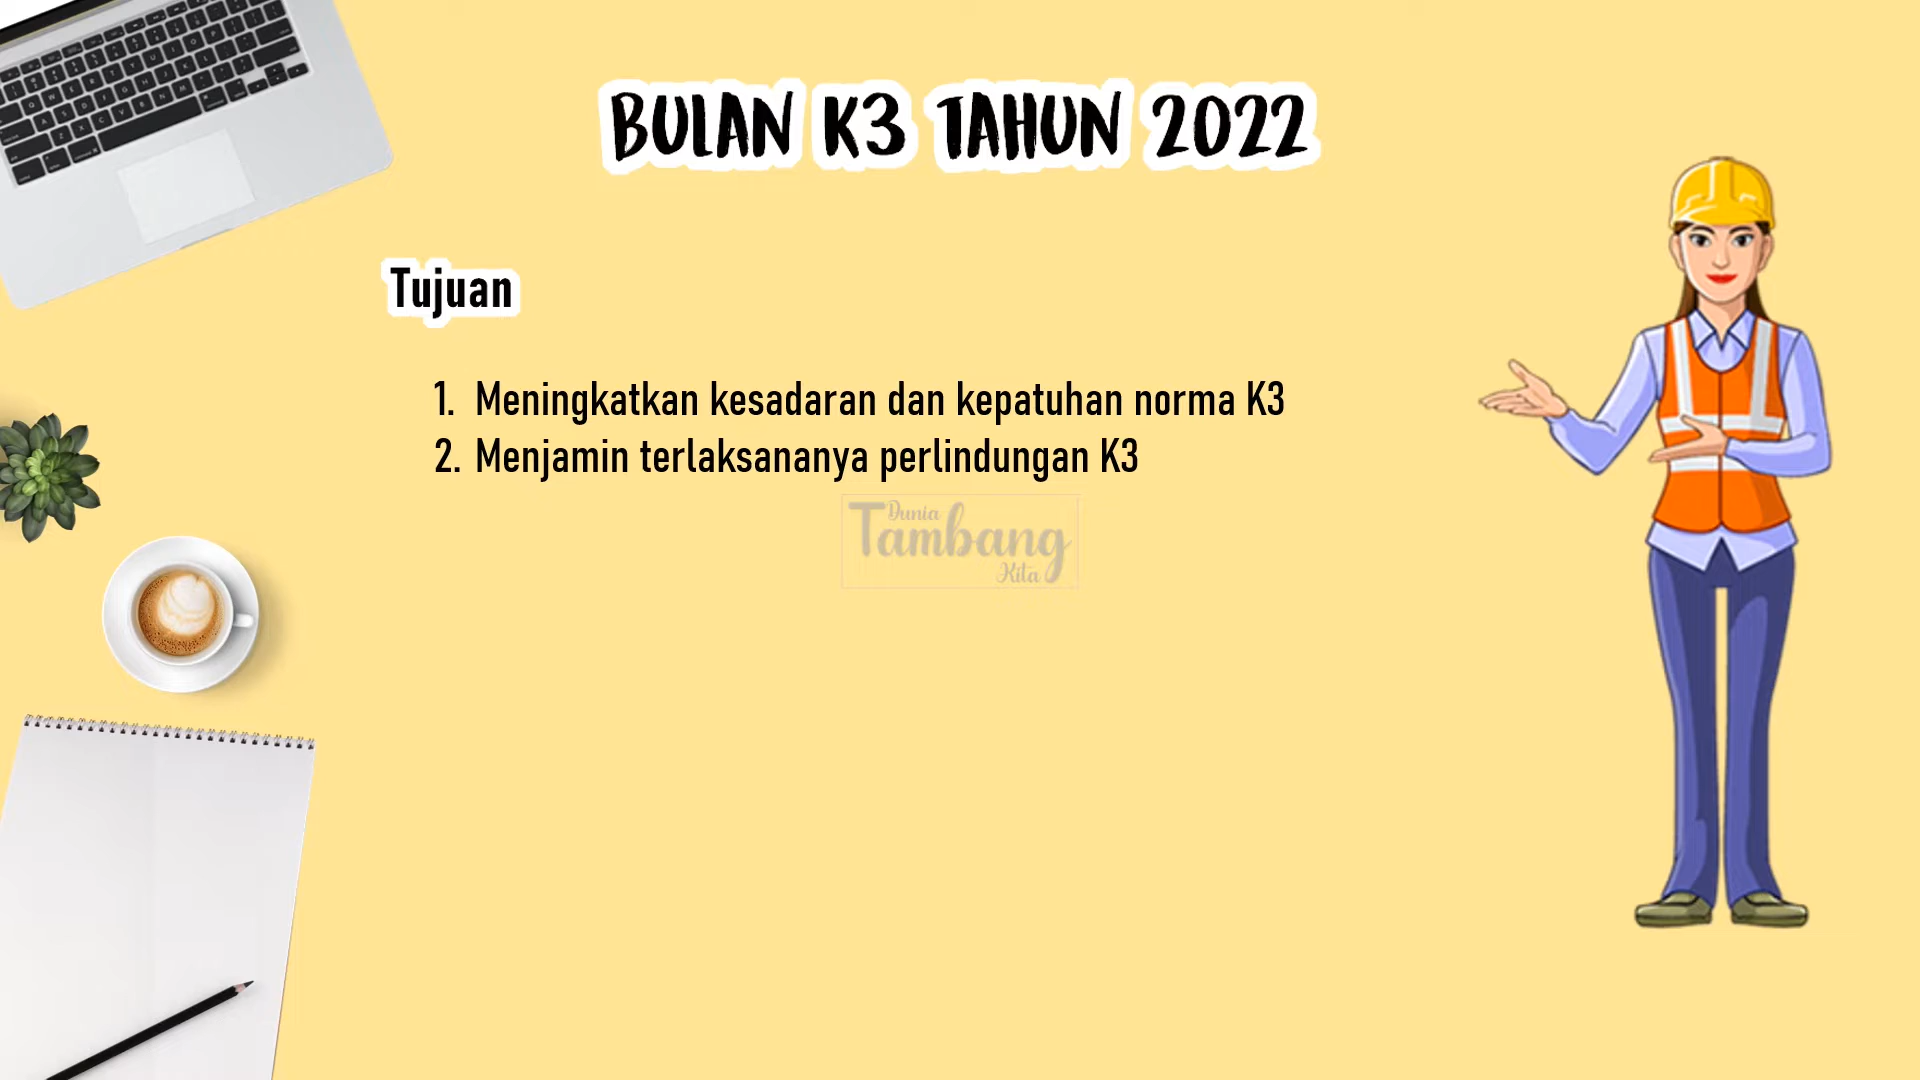 BULAN K3 TAHUN 2022
Tujuan
1. Meningkatkan kesadaran dan kepatuhan norma K3
2. Menjamin terlaksananya perlindungan K3
Dunia
Tambang
Kita